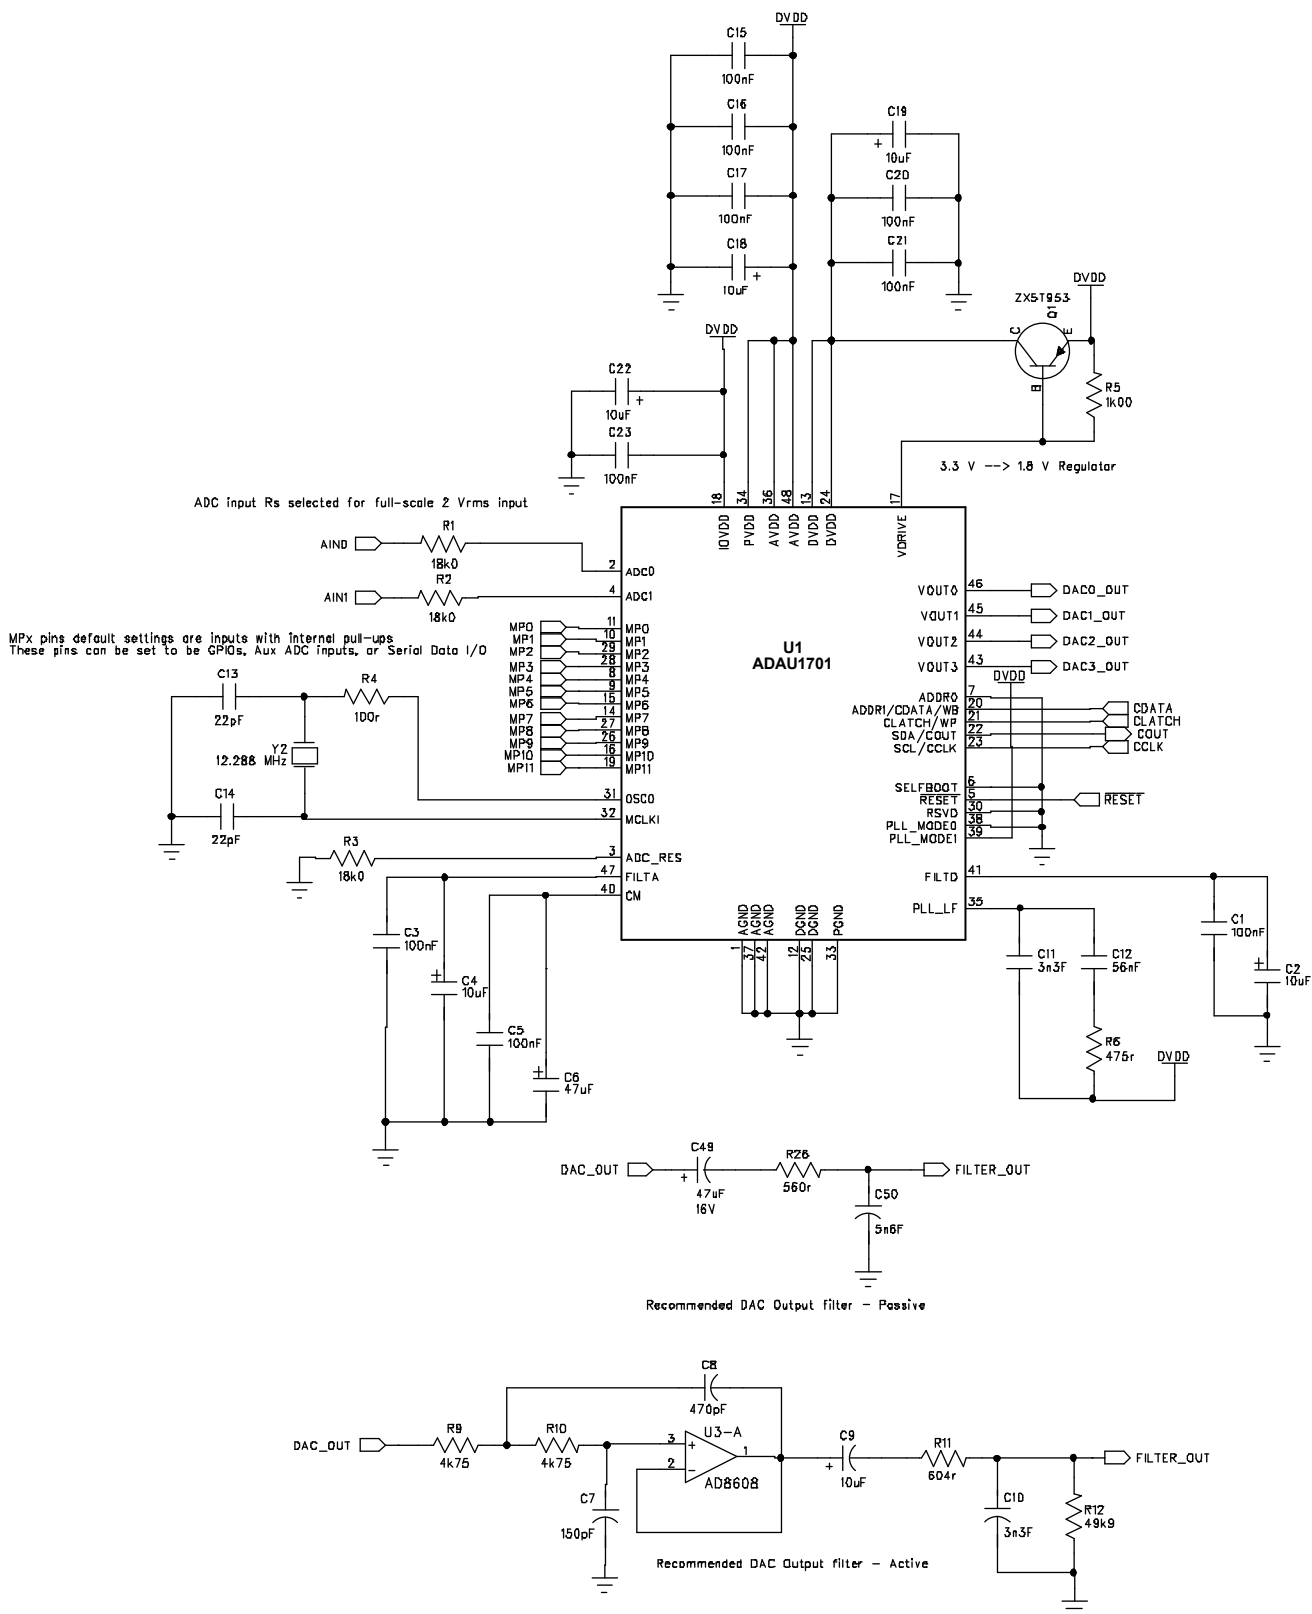 DVDD
C15
100nF
C16
100nF
C17
100nF
C18
+
10uF
C19
+
10uF
C20
100nF
C21
100nF
DVDD
ZX5T953
Q1
C
E
B
R5
1k00
3.3 V --> 1.8 V Regulator
DVDD
C22
+
10uF
C23
100nF
18
34
36
48
13
24
17
IOVDD
PVDD
AVDD
AVDD
DVDD
DVDD
VDRIVE
ADC input Rs selected for full-scale 2 Vrms input
AIN0
R1
18k0
2 ADC0
AIN1
R2
18k0
4 ADC1
MPx pins default settings are inputs with internal pull-ups
These pins can be set to be GPIOs, Aux ADC inputs, or Serial Data I/O
MP0 11 MP0
MP1 10 MP1
MP2 29 MP2
MP3 28 MP3
MP4 8 MP4
MP5 9 MP5
MP6 15 MP6
MP7 14 MP7
MP8 27 MP8
MP9 26 MP9
MP10 16 MP10
MP11 19 MP11
U1
ADAU1701
VOUT0 46 DAC0_OUT
VOUT1 45 DAC1_OUT
VOUT2 44 DAC2_OUT
VOUT3 43 DAC3_OUT
DVDD
ADDR0 7
ADDR1/CDATA/WB 20 CDATA
CLATCH/WP 21 CLATCH
SDA/COUT 22 COUT
SCL/CCLK 23 CCLK
SELFBOOT 6
RESET 5 RESET
RSVD 30
PLL_MODE0 38
PLL_MODE1 39
C13
22pF
R4
100r
Y2
12.288 MHz
C14
22pF
31 OSCO
32 MCLKI
R3
18k0
3 ADC_RES
47 FILTA
40 CM
FILTD 41
PLL_LF 35
AGND
AGND
AGND
DGND
DGND
PGND
1
37
42
12
25
33
C3
100nF
+
C4
10uF
C5
100nF
+
C6
47uF
C1
100nF
+
C2
10uF
C11
3n3F
C12
56nF
R6
475r
DVDD
DAC_OUT
C49
+
47uF
16V
R26
560r
C50
5n6F
FILTER_OUT
Recommended DAC Output filter - Passive
C8
470pF
DAC_OUT
R9
4k75
R10
4k75
C7
150pF
U3-A
3 +
2 -
1
AD8608
C9
+
10uF
R11
604r
C10
3n3F
R12
49k9
FILTER_OUT
Recommended DAC Output filter - Active